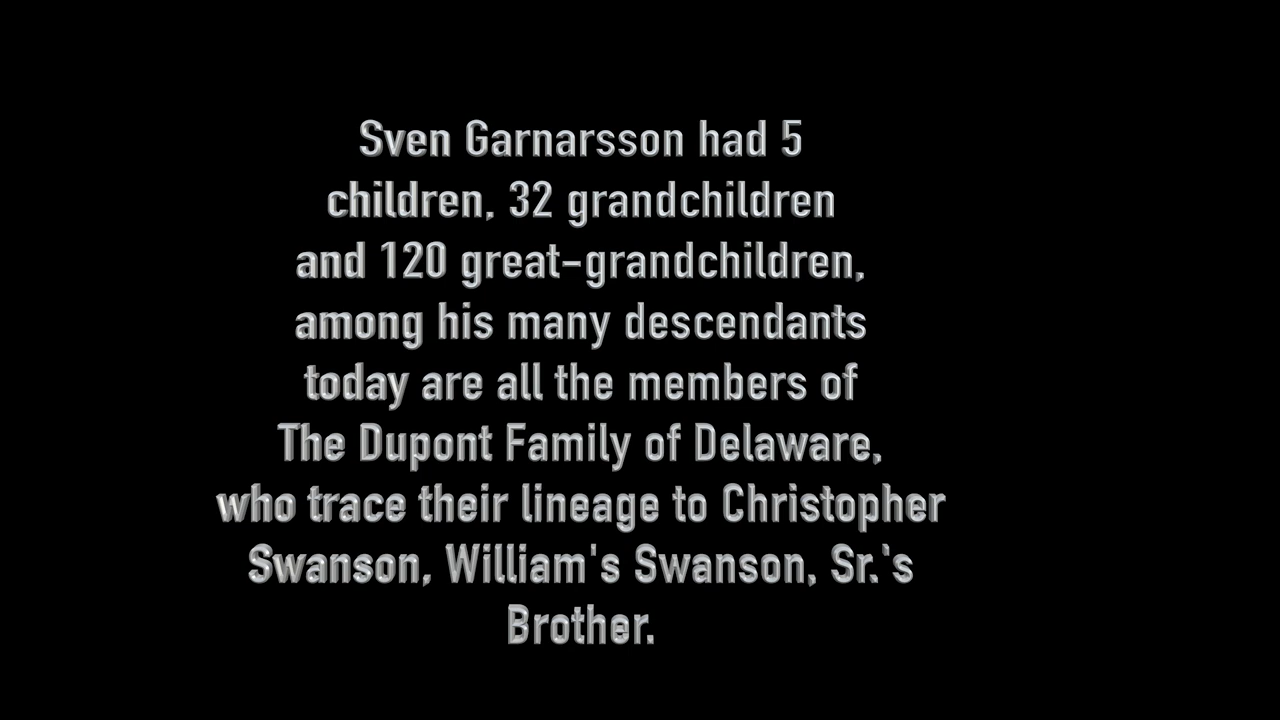 Sven Garnarsson had 5
children, 32 grandchildren
and 120 great-grandchildren,
among his many descendants
today are all the members of
The Dupont Family of Delaware,
who trace their lineage to Christopher
Swanson, William's Swanson, Sr.'s
Brother.